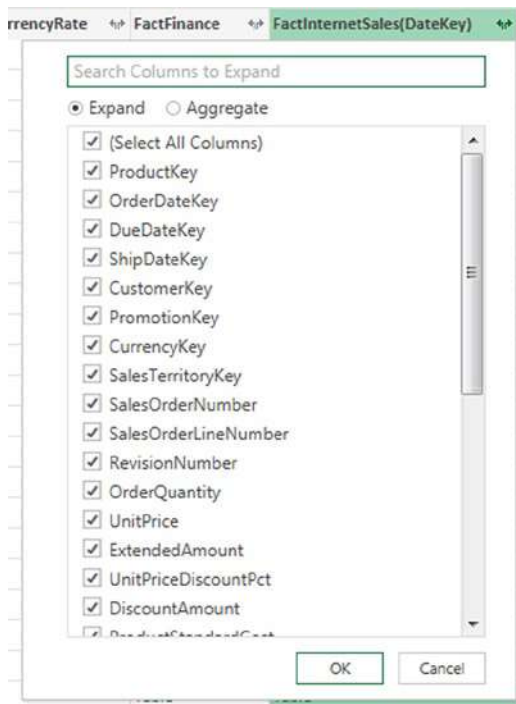 rrencyRate FactFinance FactInternetSales(DateKey)
Search Columns to Expand
Expand Aggregate
(Select All Columns)
ProductKey
OrderDateKey
DueDateKey
ShipDateKey
CustomerKey
PromotionKey
CurrencyKey
SalesTerritoryKey
SalesOrderNumber
SalesOrderLineNumber
RevisionNumber
OrderQuantity
UnitPrice
ExtendedAmount
UnitPriceDiscountPct
DiscountAmount
ProductStandardCost
OK Cancel